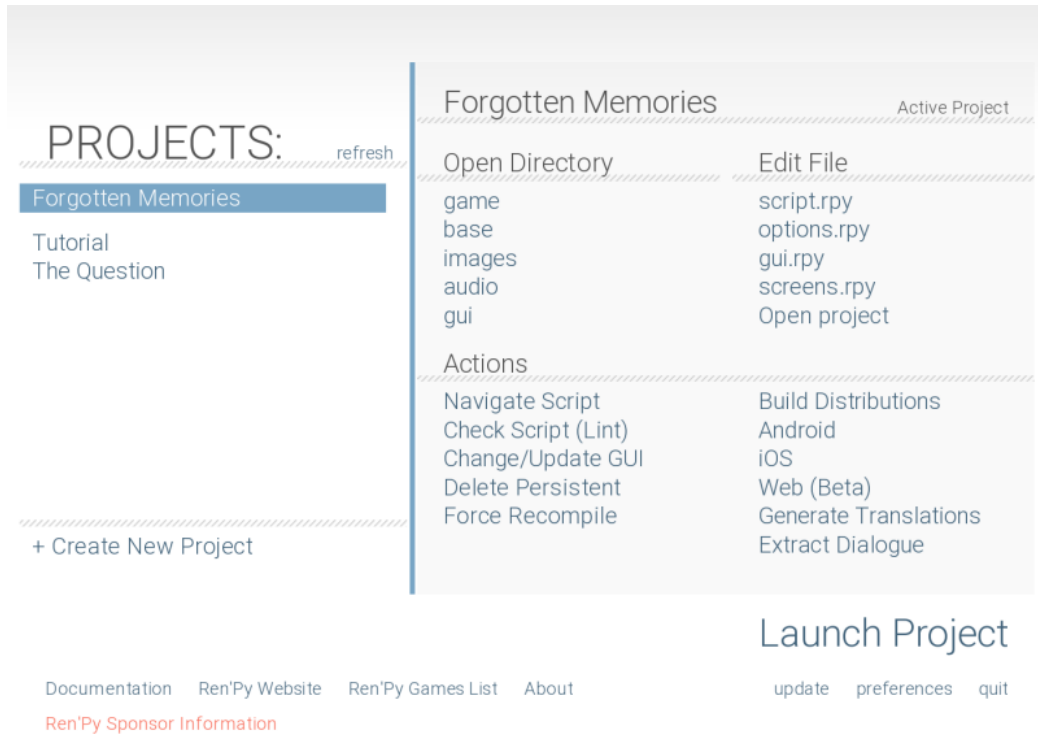 PROJECTS:
refresh
Forgotten Memories
Tutorial
The Question
+ Create New Project
Forgotten Memories
Active Project
Open Directory
game
base
images
audio
gui
Edit File
script.rpy
options.rpy
gui.rpy
screens.rpy
Open project
Actions
Navigate Script
Check Script (Lint)
Change/Update GUI
Delete Persistent
Force Recompile
Build Distributions
Android
iOS
Web (Beta)
Generate Translations
Extract Dialogue
Launch Project
Documentation Ren'Py Website Ren'Py Games List About
update preferences quit
Ren'Py Sponsor Information